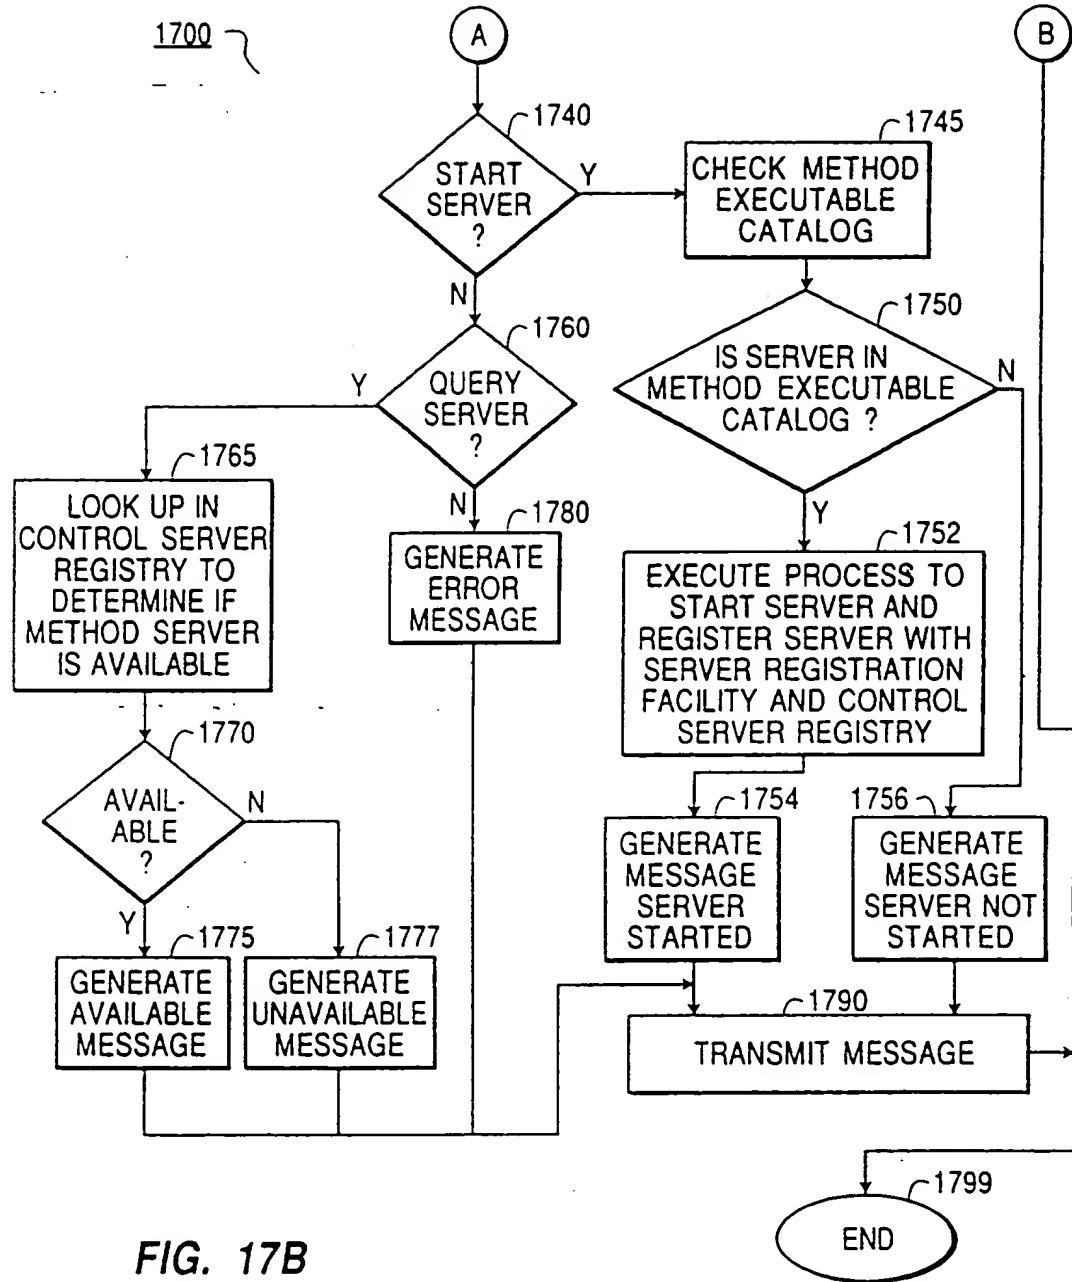 1700
A
B
1740
START
SERVER
?
Y
N
1745
CHECK METHOD
EXECUTABLE
CATALOG
1750
IS SERVER IN
METHOD EXECUTABLE
CATALOG ?
N
Y
1760
QUERY
SERVER
?
Y
N
1765
LOOK UP IN
CONTROL SERVER
REGISTRY TO
DETERMINE IF
METHOD SERVER
IS AVAILABLE
1780
GENERATE
ERROR
MESSAGE
1752
EXECUTE PROCESS TO
START SERVER AND
REGISTER SERVER WITH
SERVER REGISTRATION
FACILITY AND CONTROL
SERVER REGISTRY
1770
AVAIL-
ABLE
?
N
Y
1754
GENERATE
MESSAGE
SERVER
STARTED
1756
GENERATE
MESSAGE
SERVER NOT
STARTED
1775
GENERATE
AVAILABLE
MESSAGE
1777
GENERATE
UNAVAILABLE
MESSAGE
1790
TRANSMIT MESSAGE
1799
END
FIG. 17B